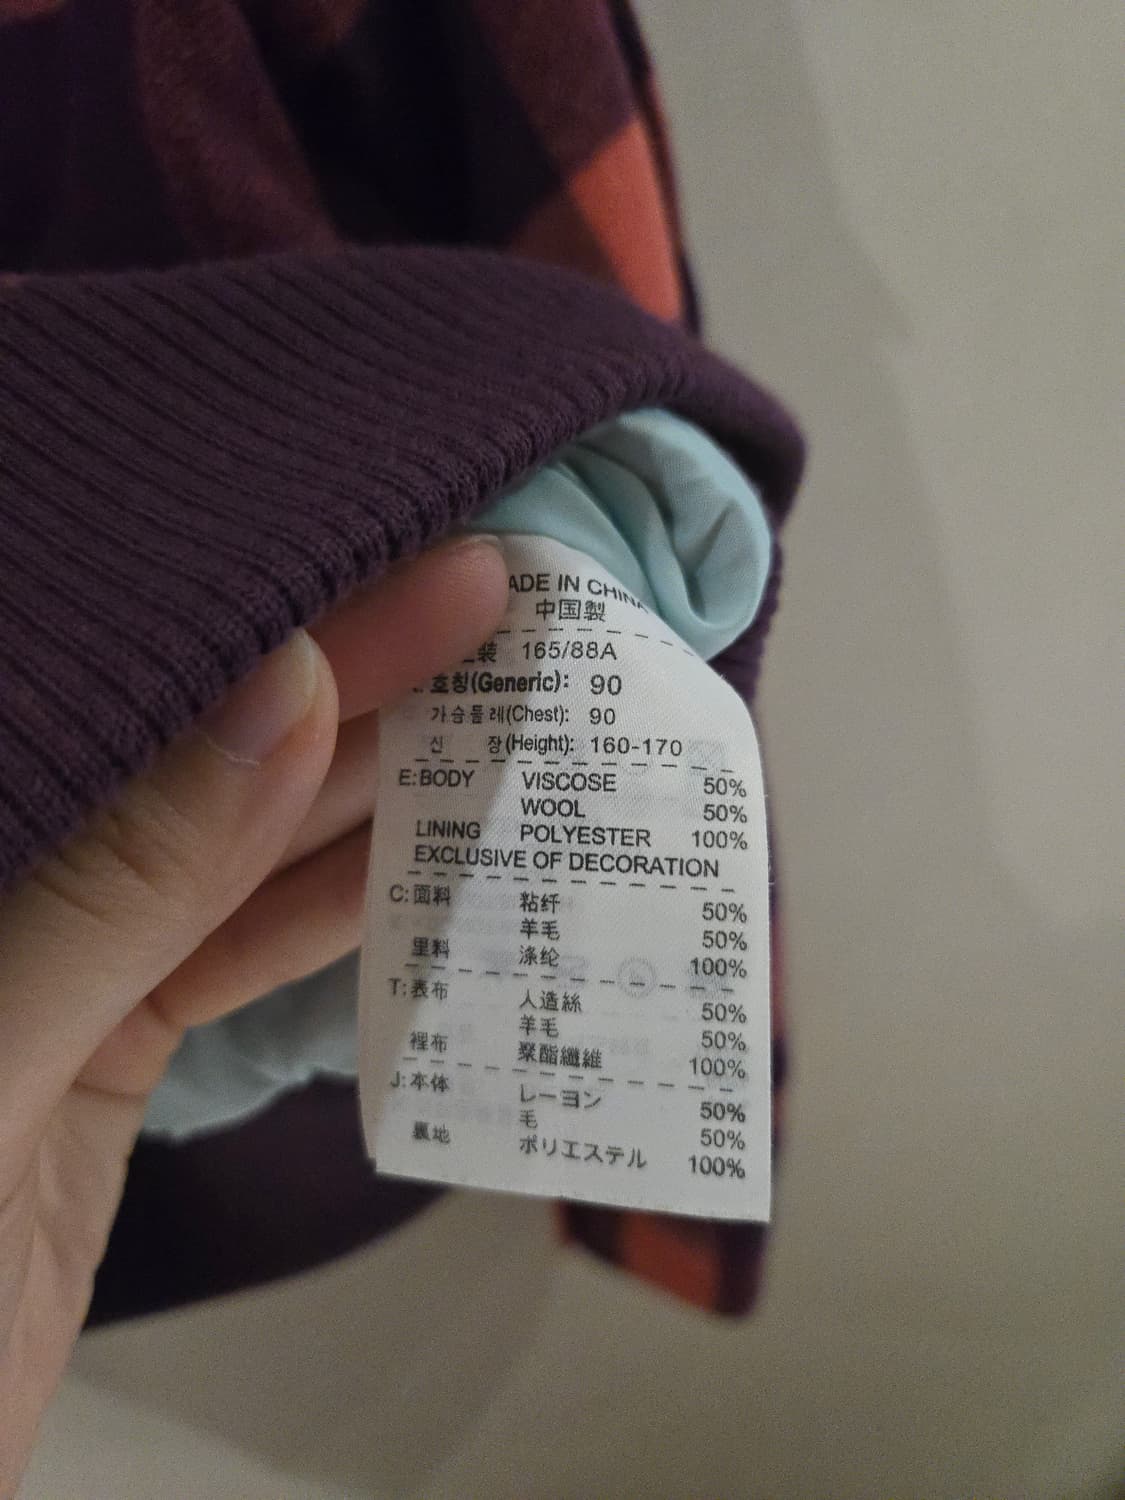 ADE IN CHINA
中国製
装 165/88A
호칭(Generic): 90
가슴둘레(Chest): 90
신 장(Height): 160-170
E:BODY VISCOSE 50%
WOOL 50%
LINING POLYESTER 100%
EXCLUSIVE OF DECORATION
C:面料 粘纤 50%
羊毛 50%
里料 涤纶 100%
T:表布 人造絲 50%
羊毛 50%
裡布 聚酯纖維 100%
J:本体 レーヨン 50%
毛 50%
裏地 ポリエステル 100%